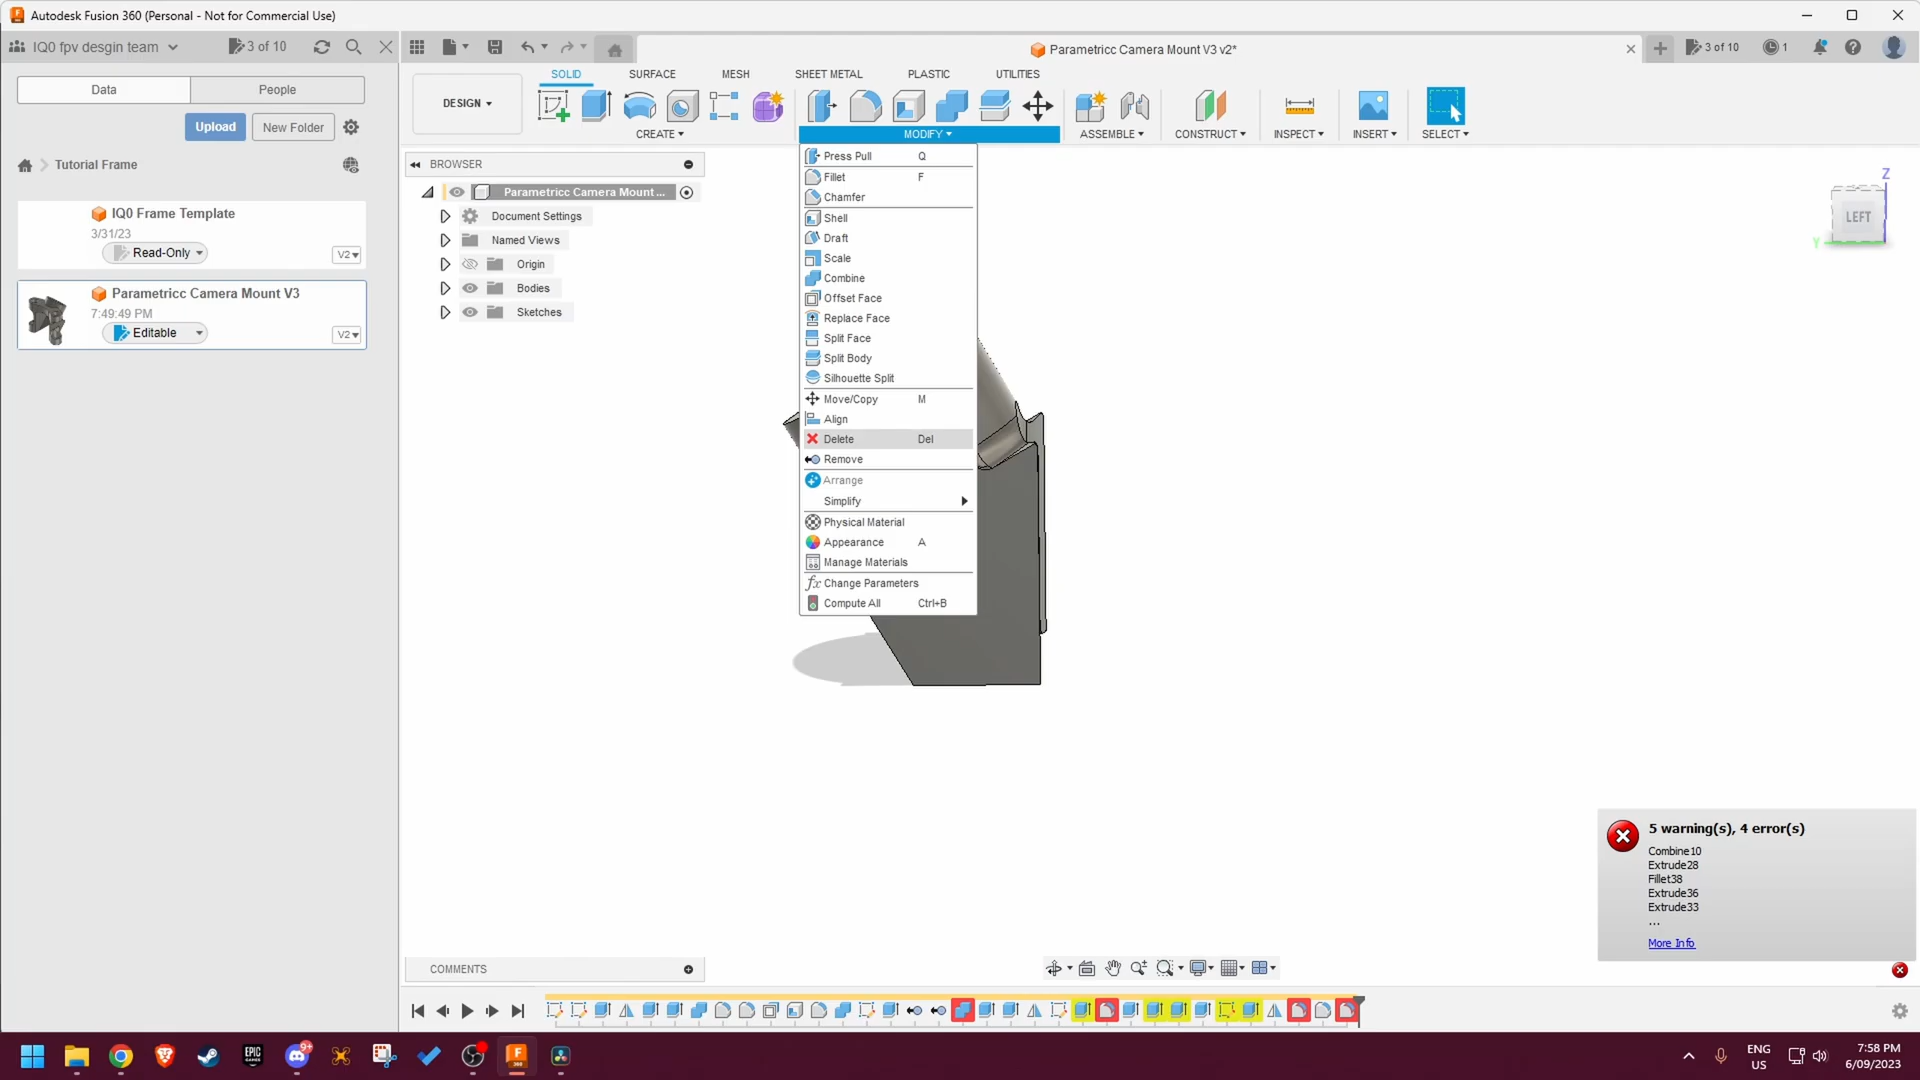 Autodesk Fusion 360 (Personal - Not for Commercial Use)
IQ0 fpv desgin team
3 of 10
Parametricc Camera Mount V3 v2*
3 of 10
1
Data
People
Upload
New Folder
Tutorial Frame
IQ0 Frame Template
3/31/23
Read-Only
V2
Parametricc Camera Mount V3
7:49:49 PM
Editable
V2
DESIGN
SOLID
SURFACE
MESH
SHEET METAL
PLASTIC
UTILITIES
CREATE
MODIFY
ASSEMBLE
CONSTRUCT
INSPECT
INSERT
SELECT
BROWSER
Parametricc Camera Mount ...
Document Settings
Named Views
Origin
Bodies
Sketches
Press Pull Q
Fillet F
Chamfer
Shell
Draft
Scale
Combine
Offset Face
Replace Face
Split Face
Split Body
Silhouette Split
Move/Copy M
Align
Delete Del
Remove
Arrange
Simplify
Physical Material
Appearance A
Manage Materials
Change Parameters
Compute All Ctrl+B
Z
LEFT
Y
5 warning(s), 4 error(s)
Combine10
Extrude28
Fillet38
Extrude36
Extrude33
...
More Info
COMMENTS
EPIC
GAMES
9+
F
360
ENG
US
7:58 PM
6/09/2023